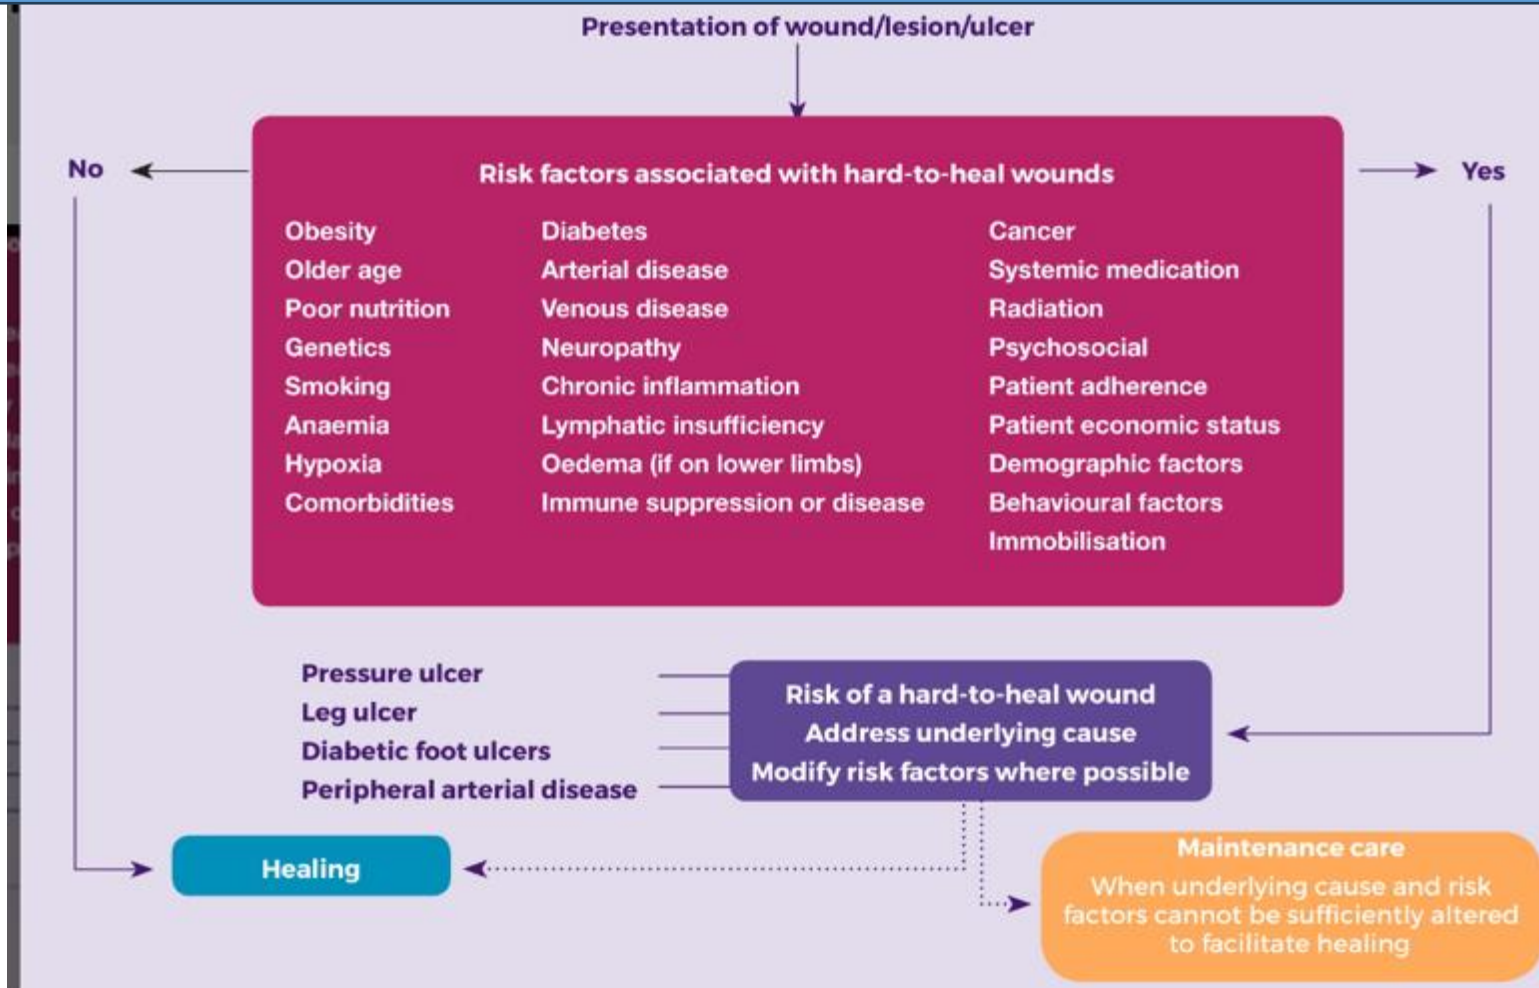 Presentation of wound/lesion/ulcer
No
Yes
Risk factors associated with hard-to-heal wounds
Obesity
Older age
Poor nutrition
Genetics
Smoking
Anaemia
Hypoxia
Comorbidities
Diabetes
Arterial disease
Venous disease
Neuropathy
Chronic inflammation
Lymphatic insufficiency
Oedema (if on lower limbs)
Immune suppression or disease
Cancer
Systemic medication
Radiation
Psychosocial
Patient adherence
Patient economic status
Demographic factors
Behavioural factors
Immobilisation
Pressure ulcer
Leg ulcer
Diabetic foot ulcers
Peripheral arterial disease
Risk of a hard-to-heal wound
Address underlying cause
Modify risk factors where possible
Healing
Maintenance care
When underlying cause and risk
factors cannot be sufficiently altered
to facilitate healing